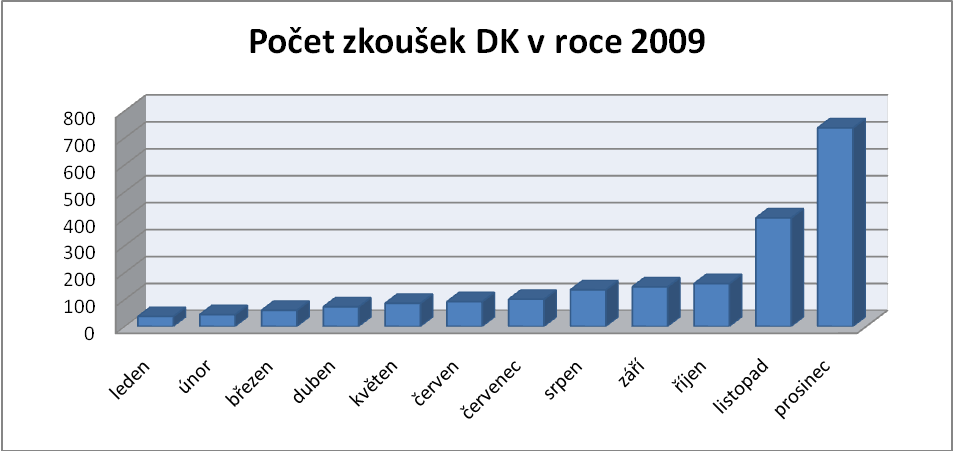 Počet zkoušek DK v roce 2009
800
700
600
500
400
300
200
100
0
leden
únor
březen
duben
květen
červen
červenec
srpen
září
říjen
listopad
prosinec